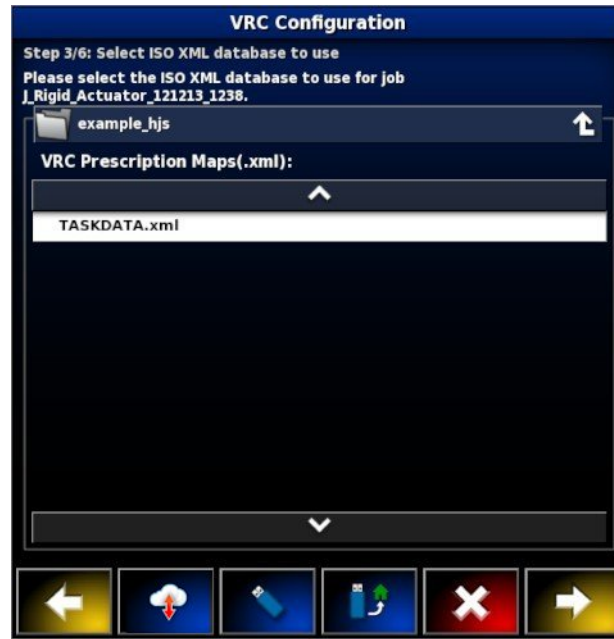 VRC Configuration
Step 3/6: Select ISO XML database to use
Please select the ISO XML database to use for job
J_Rigid_Actuator_121213_1238.
example_hjs
VRC Prescription Maps(.xml):
TASKDATA.xml